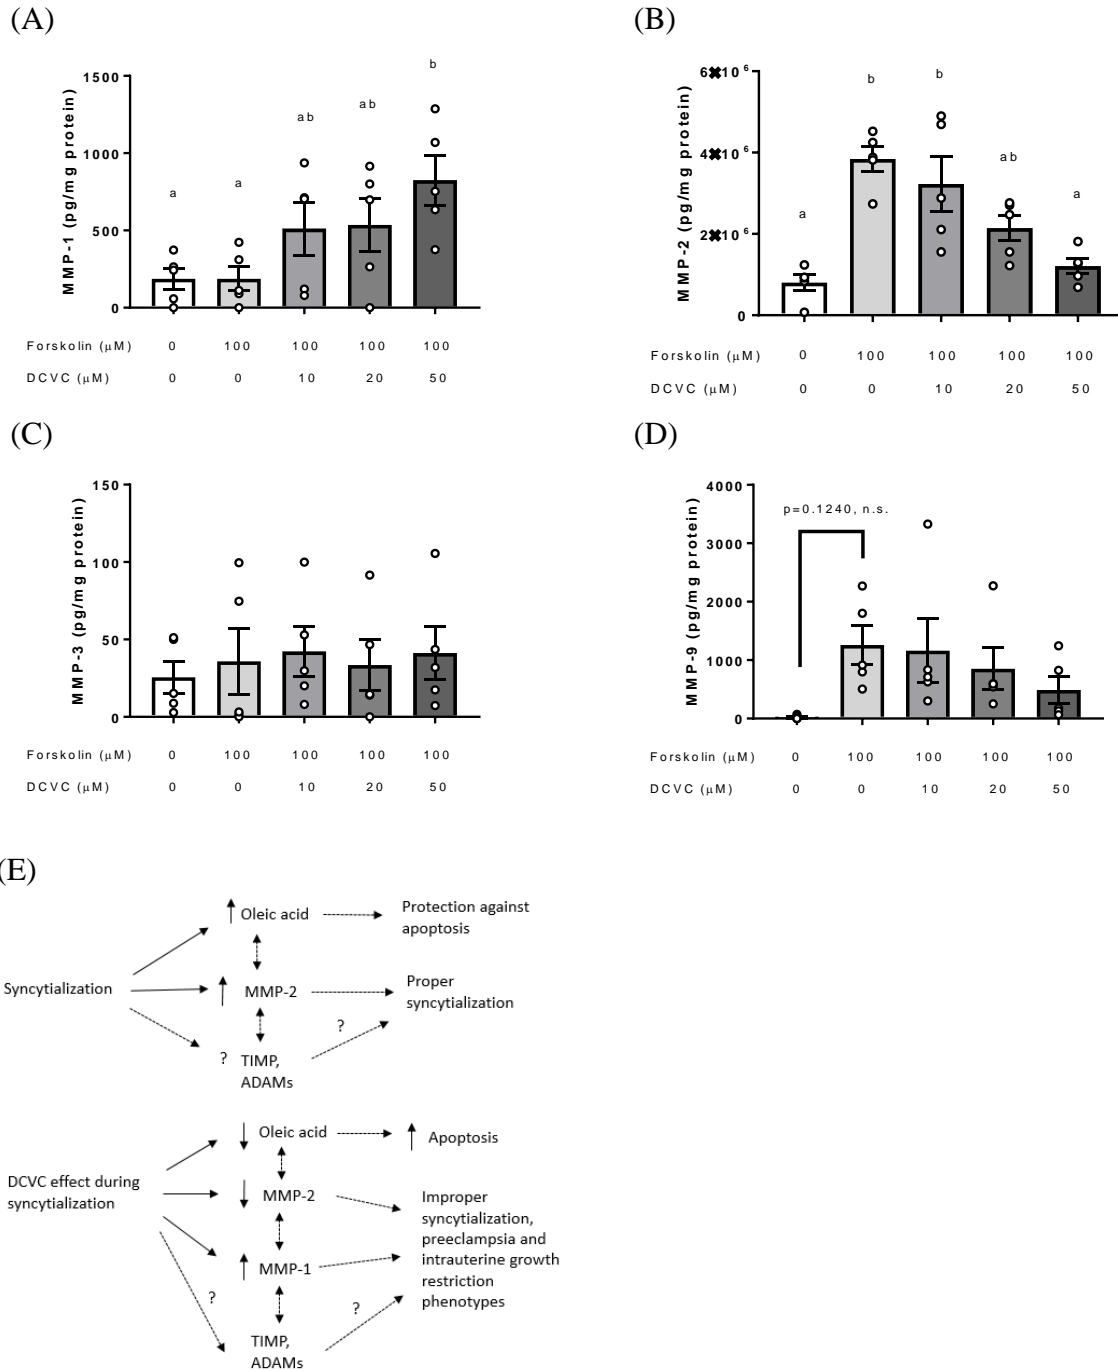 (A)
1500
1000
500
0
MMP-1 (pg/mg protein)
a
a
ab
ab
b
Forskolin (μM) 0 100 100 100 100
DCVC (μM) 0 0 10 20 50
(B)
6✖10⁶
4✖10⁶
2✖10⁶
0
MMP-2 (pg/mg protein)
a
b
b
ab
a
Forskolin (μM) 0 100 100 100 100
DCVC (μM) 0 0 10 20 50
(C)
150
100
50
0
MMP-3 (pg/mg protein)
Forskolin (μM) 0 100 100 100 100
DCVC (μM) 0 0 10 20 50
(D)
4000
3000
2000
1000
0
MMP-9 (pg/mg protein)
p=0.1240, n.s.
Forskolin (μM) 0 100 100 100 100
DCVC (μM) 0 0 10 20 50
(E)
Syncytialization
Oleic acid
Protection against
apoptosis
MMP-2
Proper
syncytialization
?
? TIMP,
ADAMs
DCVC effect during
syncytialization
Oleic acid
Apoptosis
MMP-2
MMP-1
Improper
syncytialization,
preeclampsia and
intrauterine growth
restriction
phenotypes
?
?
TIMP,
ADAMs